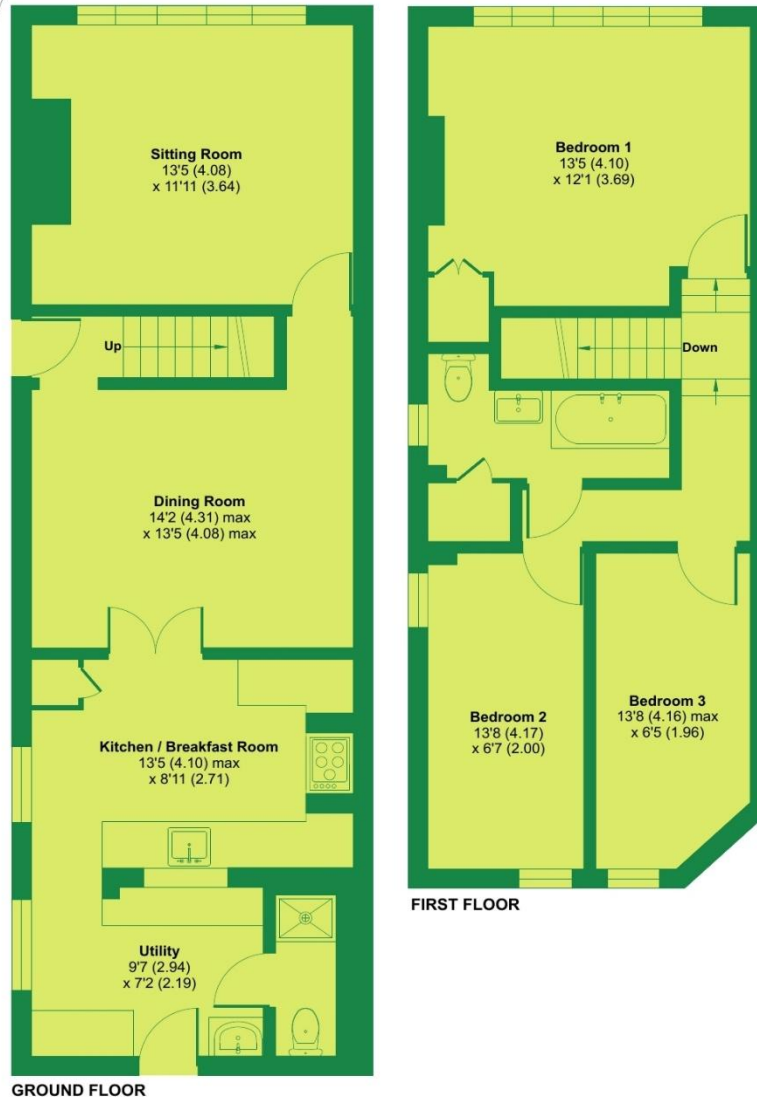 Sitting Room
13'5 (4.08)
x 11'11 (3.64)
Up
Dining Room
14'2 (4.31) max
x 13'5 (4.08) max
Kitchen / Breakfast Room
13'5 (4.10) max
x 8'11 (2.71)
Utility
9'7 (2.94)
x 7'2 (2.19)
GROUND FLOOR
Bedroom 1
13'5 (4.10)
x 12'1 (3.69)
Down
Bedroom 2
13'8 (4.17)
x 6'7 (2.00)
Bedroom 3
13'8 (4.16) max
x 6'5 (1.96)
FIRST FLOOR